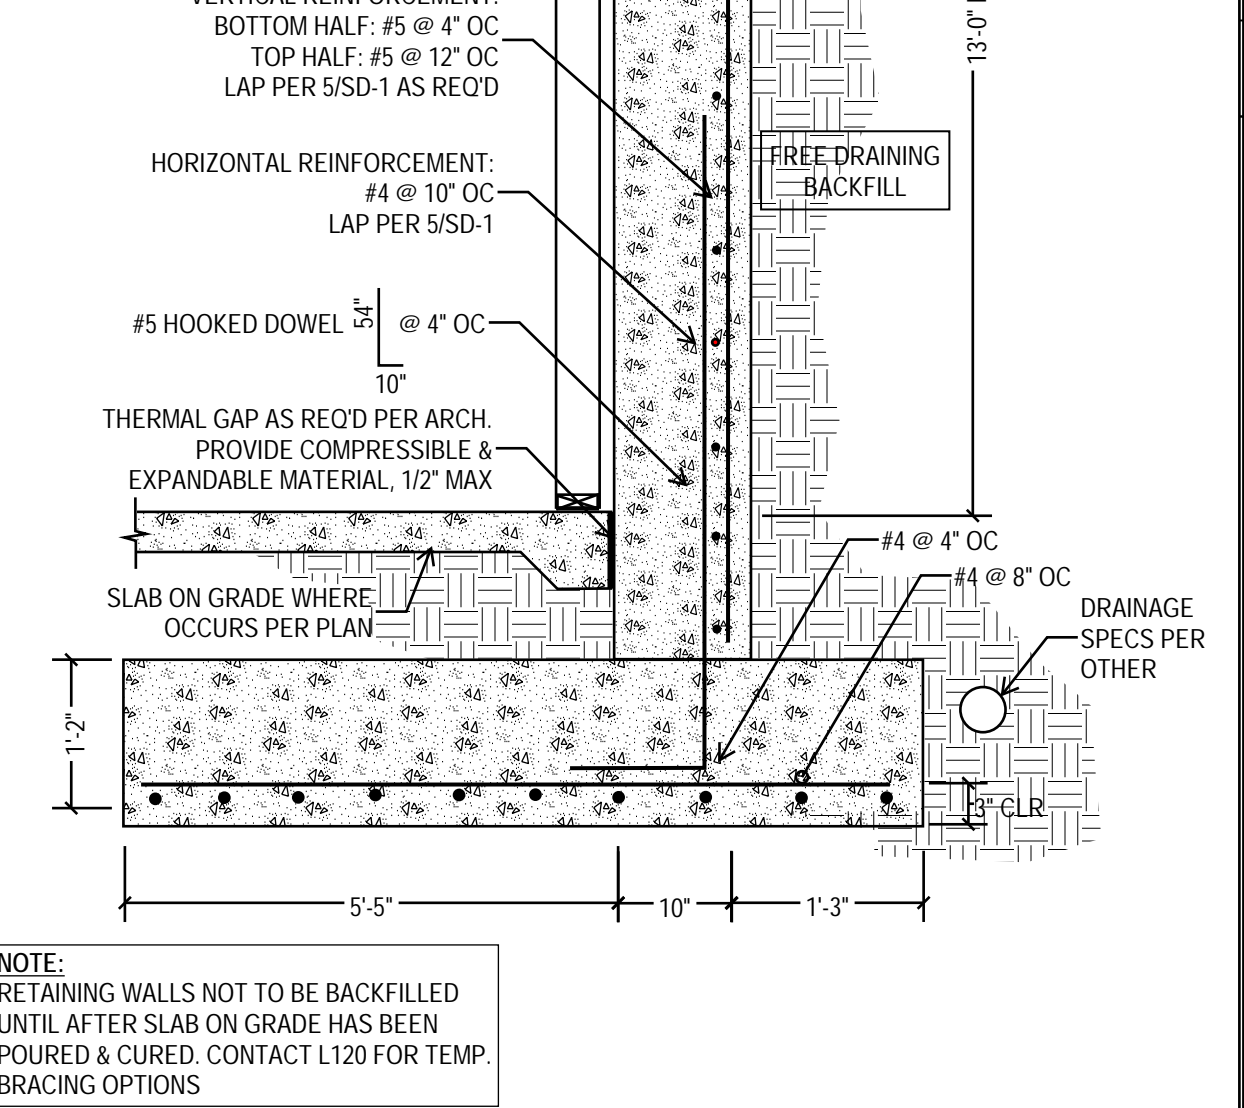 VERTICAL REINFORCEMENT:
BOTTOM HALF: #5 @ 4" OC
TOP HALF: #5 @ 12" OC
LAP PER 5/SD-1 AS REQ'D
13'-0"
FREE DRAINING
BACKFILL
HORIZONTAL REINFORCEMENT:
#4 @ 10" OC
LAP PER 5/SD-1
#5 HOOKED DOWEL 54" @ 4" OC
10"
THERMAL GAP AS REQ'D PER ARCH.
PROVIDE COMPRESSIBLE &
EXPANDABLE MATERIAL, 1/2" MAX
#4 @ 4" OC
#4 @ 8" OC
SLAB ON GRADE WHERE
OCCURS PER PLAN
DRAINAGE
SPECS PER
OTHER
1'-2"
3" CLR
5'-5"
10"
1'-3"
NOTE:
RETAINING WALLS NOT TO BE BACKFILLED
UNTIL AFTER SLAB ON GRADE HAS BEEN
POURED & CURED. CONTACT L120 FOR TEMP.
BRACING OPTIONS